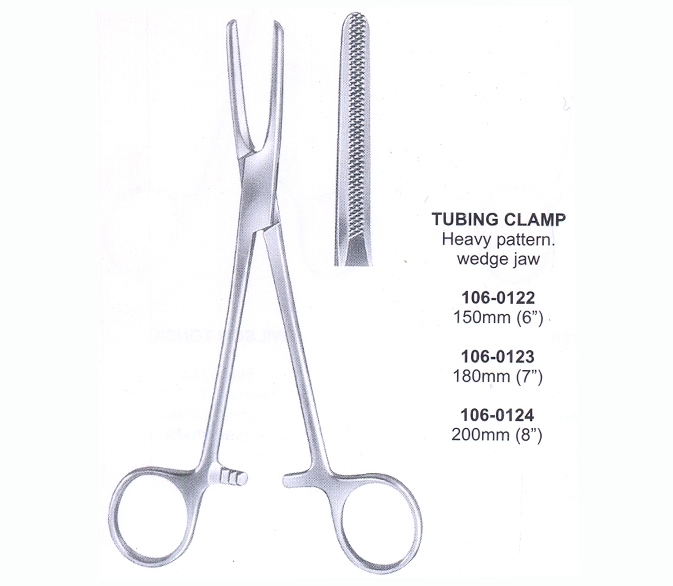 TUBING CLAMP
Heavy pattern.
wedge jaw
106-0122
150mm (6”)
106-0123
180mm (7”)
106-0124
200mm (8”)